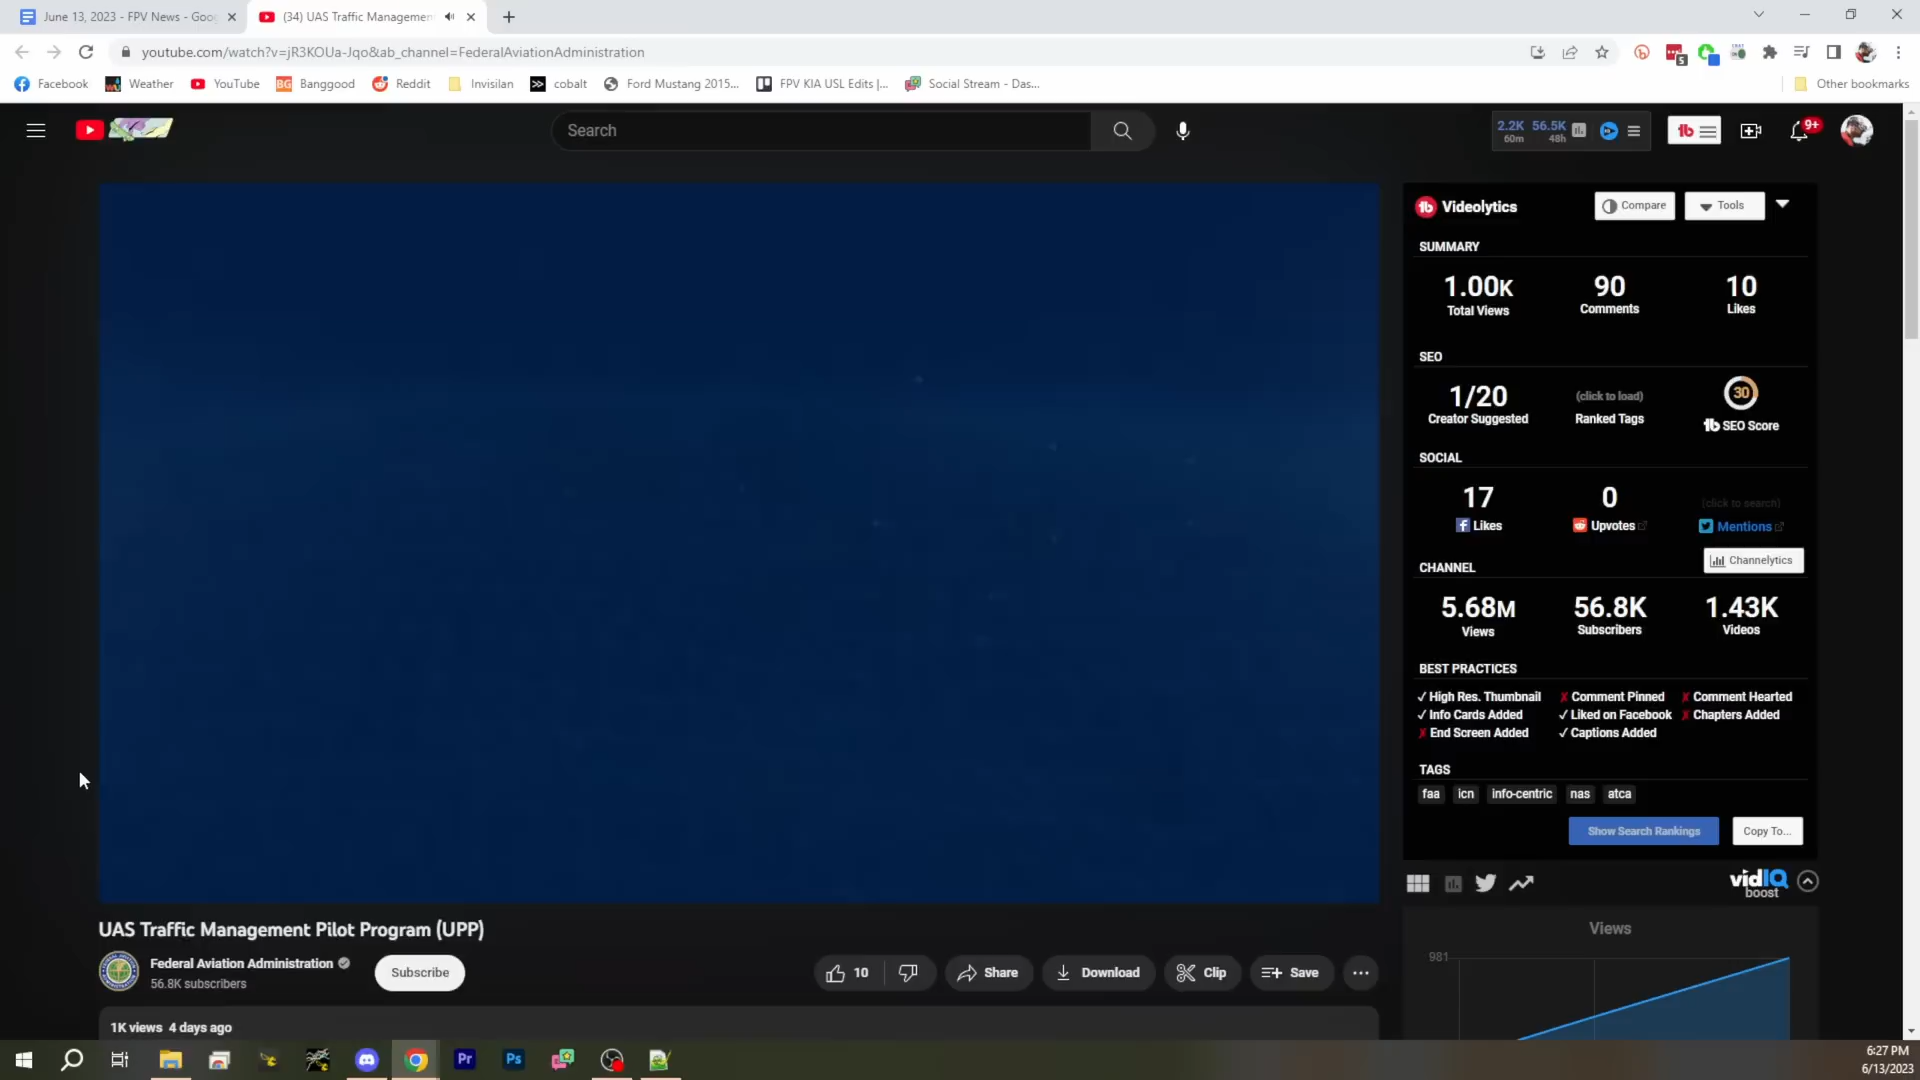 June 13, 2023 - FPV News - Goo
(34) UAS Traffic Management
youtube.com/watch?v=jR3KOUa-Jqo&ab_channel=FederalAviationAdministration
Facebook
Weather
YouTube
BG Banggood
Reddit
Invisilan
cobalt
Ford Mustang 2015...
FPV KIA USL Edits |...
Social Stream - Das...
Other bookmarks
Search
2.2K 56.5K
60m 48h
9+
Videolytics
Compare
Tools
SUMMARY
1.00K 90 10
Total Views Comments Likes
SEO
1/20 (click to load) 30
Creator Suggested Ranked Tags SEO Score
SOCIAL
17 0 (click to search)
Likes Upvotes Mentions
Channelytics
CHANNEL
5.68M 56.8K 1.43K
Views Subscribers Videos
BEST PRACTICES
✓ High Res. Thumbnail ✗ Comment Pinned ✗ Comment Hearted
✓ Info Cards Added ✓ Liked on Facebook ✗ Chapters Added
✗ End Screen Added ✓ Captions Added
TAGS
faa icn info-centric nas atca
Show Search Rankings Copy To...
vidIQ
boost
Views
981
UAS Traffic Management Pilot Program (UPP)
Federal Aviation Administration
56.8K subscribers
Subscribe
10
Share
Download
Clip
Save
1K views 4 days ago
Pr
Ps
6:27 PM
6/13/2023